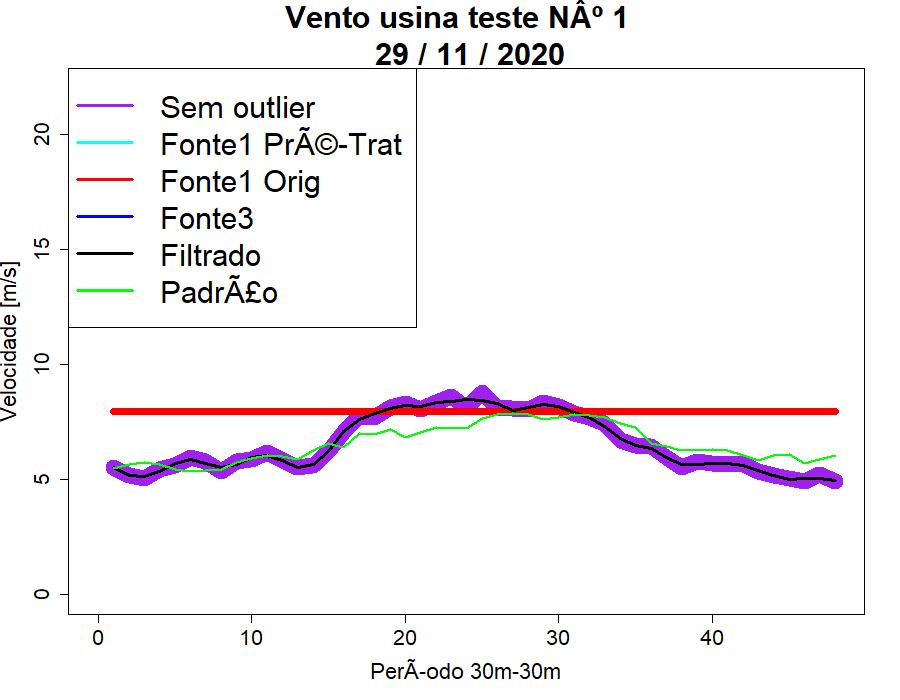 Vento usina teste NÂº 1
29 / 11 / 2020
Sem outlier
Fonte1 PrÃ©-Trat
Fonte1 Orig
Fonte3
Filtrado
PadrÃ£o
Velocidade [m/s]
20
15
10
5
0
0 10 20 30 40
PerÃ-odo 30m-30m